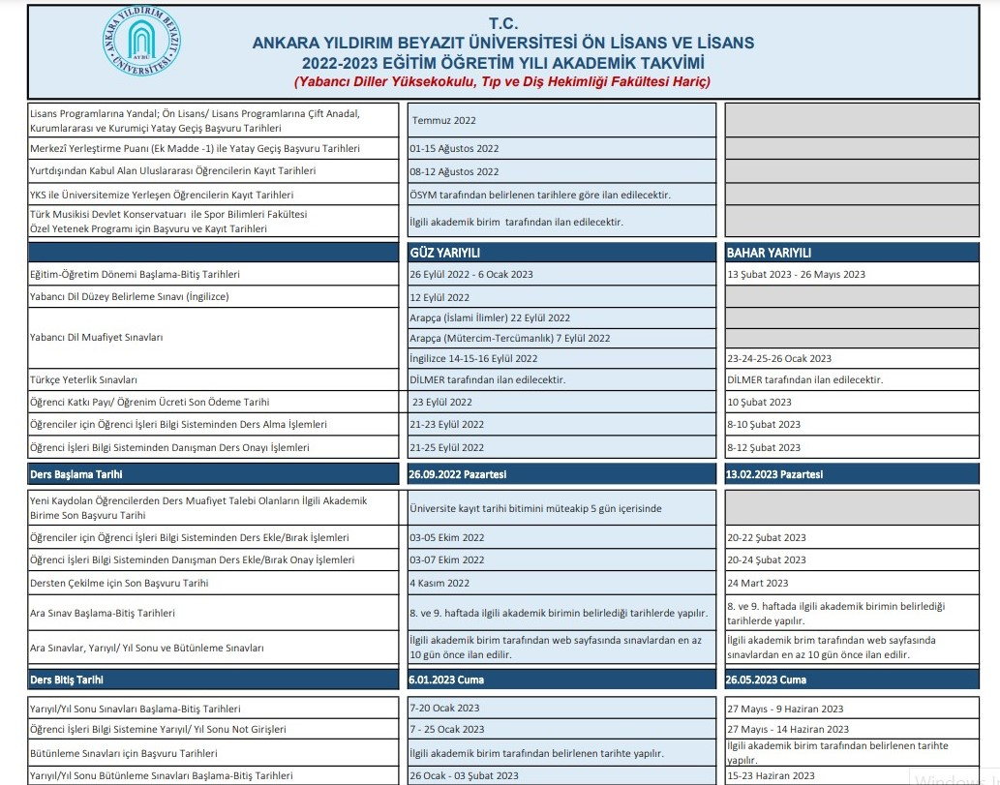 T.C.
ANKARA YILDIRIM BEYAZIT ÜNİVERSİTESİ ÖN LİSANS VE LİSANS
2022-2023 EĞİTİM ÖĞRETİM YILI AKADEMİK TAKVİMİ
(Yabancı Diller Yüksekokulu, Tıp ve Diş Hekimliği Fakültesi Hariç)
ANKARA YILDIRIM BEYAZIT ÜNİVERSİTESİ
AYBÜ
Lisans Programlarına Yandal; Ön Lisans/ Lisans Programlarına Çift Anadal,
Kurumlararası ve Kurumiçi Yatay Geçiş Başvuru Tarihleri
Temmuz 2022
Merkezî Yerleştirme Puanı (Ek Madde -1) ile Yatay Geçiş Başvuru Tarihleri
01-15 Ağustos 2022
Yurtdışından Kabul Alan Uluslararası Öğrencilerin Kayıt Tarihleri
08-12 Ağustos 2022
YKS ile Üniversitemize Yerleşen Öğrencilerin Kayıt Tarihleri
ÖSYM tarafından belirlenen tarihlere göre ilan edilecektir.
Türk Musikisi Devlet Konservatuarı ile Spor Bilimleri Fakültesi
Özel Yetenek Programı için Başvuru ve Kayıt Tarihleri
İlgili akademik birim tarafından ilan edilecektir.
GÜZ YARIYILI
BAHAR YARIYILI
Eğitim-Öğretim Dönemi Başlama-Bitiş Tarihleri
26 Eylül 2022 - 6 Ocak 2023
13 Şubat 2023 - 26 Mayıs 2023
Yabancı Dil Düzey Belirleme Sınavı (İngilizce)
12 Eylül 2022
Yabancı Dil Muafiyet Sınavları
Arapça (İslami İlimler) 22 Eylül 2022
Arapça (Mütercim-Tercümanlık) 7 Eylül 2022
İngilizce 14-15-16 Eylül 2022
23-24-25-26 Ocak 2023
Türkçe Yeterlik Sınavları
DİLMER tarafından ilan edilecektir.
DİLMER tarafından ilan edilecektir.
Öğrenci Katkı Payı/ Öğrenim Ücreti Son Ödeme Tarihi
23 Eylül 2022
10 Şubat 2023
Öğrenciler için Öğrenci İşleri Bilgi Sisteminden Ders Alma İşlemleri
21-23 Eylül 2022
8-10 Şubat 2023
Öğrenci İşleri Bilgi Sisteminden Danışman Ders Onayı İşlemleri
21-25 Eylül 2022
8-12 Şubat 2023
Ders Başlama Tarihi
26.09.2022 Pazartesi
13.02.2023 Pazartesi
Yeni Kaydolan Öğrencilerden Ders Muafiyet Talebi Olanların İlgili Akademik
Birime Son Başvuru Tarihi
Üniversite kayıt tarihi bitimini müteakip 5 gün içerisinde
Öğrenciler için Öğrenci İşleri Bilgi Sisteminden Ders Ekle/Bırak İşlemleri
03-05 Ekim 2022
20-22 Şubat 2023
Öğrenci İşleri Bilgi Sisteminden Danışman Ders Ekle/Bırak Onay İşlemleri
03-07 Ekim 2022
20-24 Şubat 2023
Dersten Çekilme için Son Başvuru Tarihi
4 Kasım 2022
24 Mart 2023
Ara Sınav Başlama-Bitiş Tarihleri
8. ve 9. haftada ilgili akademik birimin belirlediği tarihlerde yapılır.
8. ve 9. haftada ilgili akademik birimin belirlediği
tarihlerde yapılır.
Ara Sınavlar, Yarıyıl/ Yıl Sonu ve Bütünleme Sınavları
İlgili akademik birim tarafından web sayfasında sınavlardan en az
10 gün önce ilan edilir.
İlgili akademik brim tarafından web sayfasında
sınavlardan en az 10 gün önce ilan edilir.
Ders Bitiş Tarihi
6.01.2023 Cuma
26.05.2023 Cuma
Yarıyıl/Yıl Sonu Sınavları Başlama-Bitiş Tarihleri
7-20 Ocak 2023
27 Mayıs - 9 Haziran 2023
Öğrenci İşleri Bilgi Sistemine Yarıyıl/ Yıl Sonu Not Girişleri
7 - 25 Ocak 2023
27 Mayıs - 14 Haziran 2023
Bütünleme Sınavları için Başvuru Tarihleri
İlgili akademik birim tarafından belirlenen tarihte yapılır.
İlgili akademik birim tarafından belirlenen tarihte
yapılır.
Yarıyıl/Yıl Sonu Bütünleme Sınavları Başlama-Bitiş Tarihleri
26 Ocak - 03 Şubat 2023
15-23 Haziran 2023